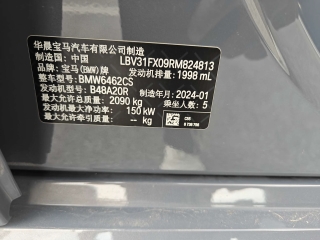 华晨宝马汽车有限公司制造
制造国: 中国 LBV31FX09RM824813
品牌: 宝马(BMW)牌 发动机排量: 1998 mL
整车型号: BMW6462CS
发动机型号: B48A20R 制造年月: 2024-01
最大允许总质量: 2090 kg 乘坐人数: 5
发动机最大净功率: 150 kW
最大允许牵引质量: -- kg